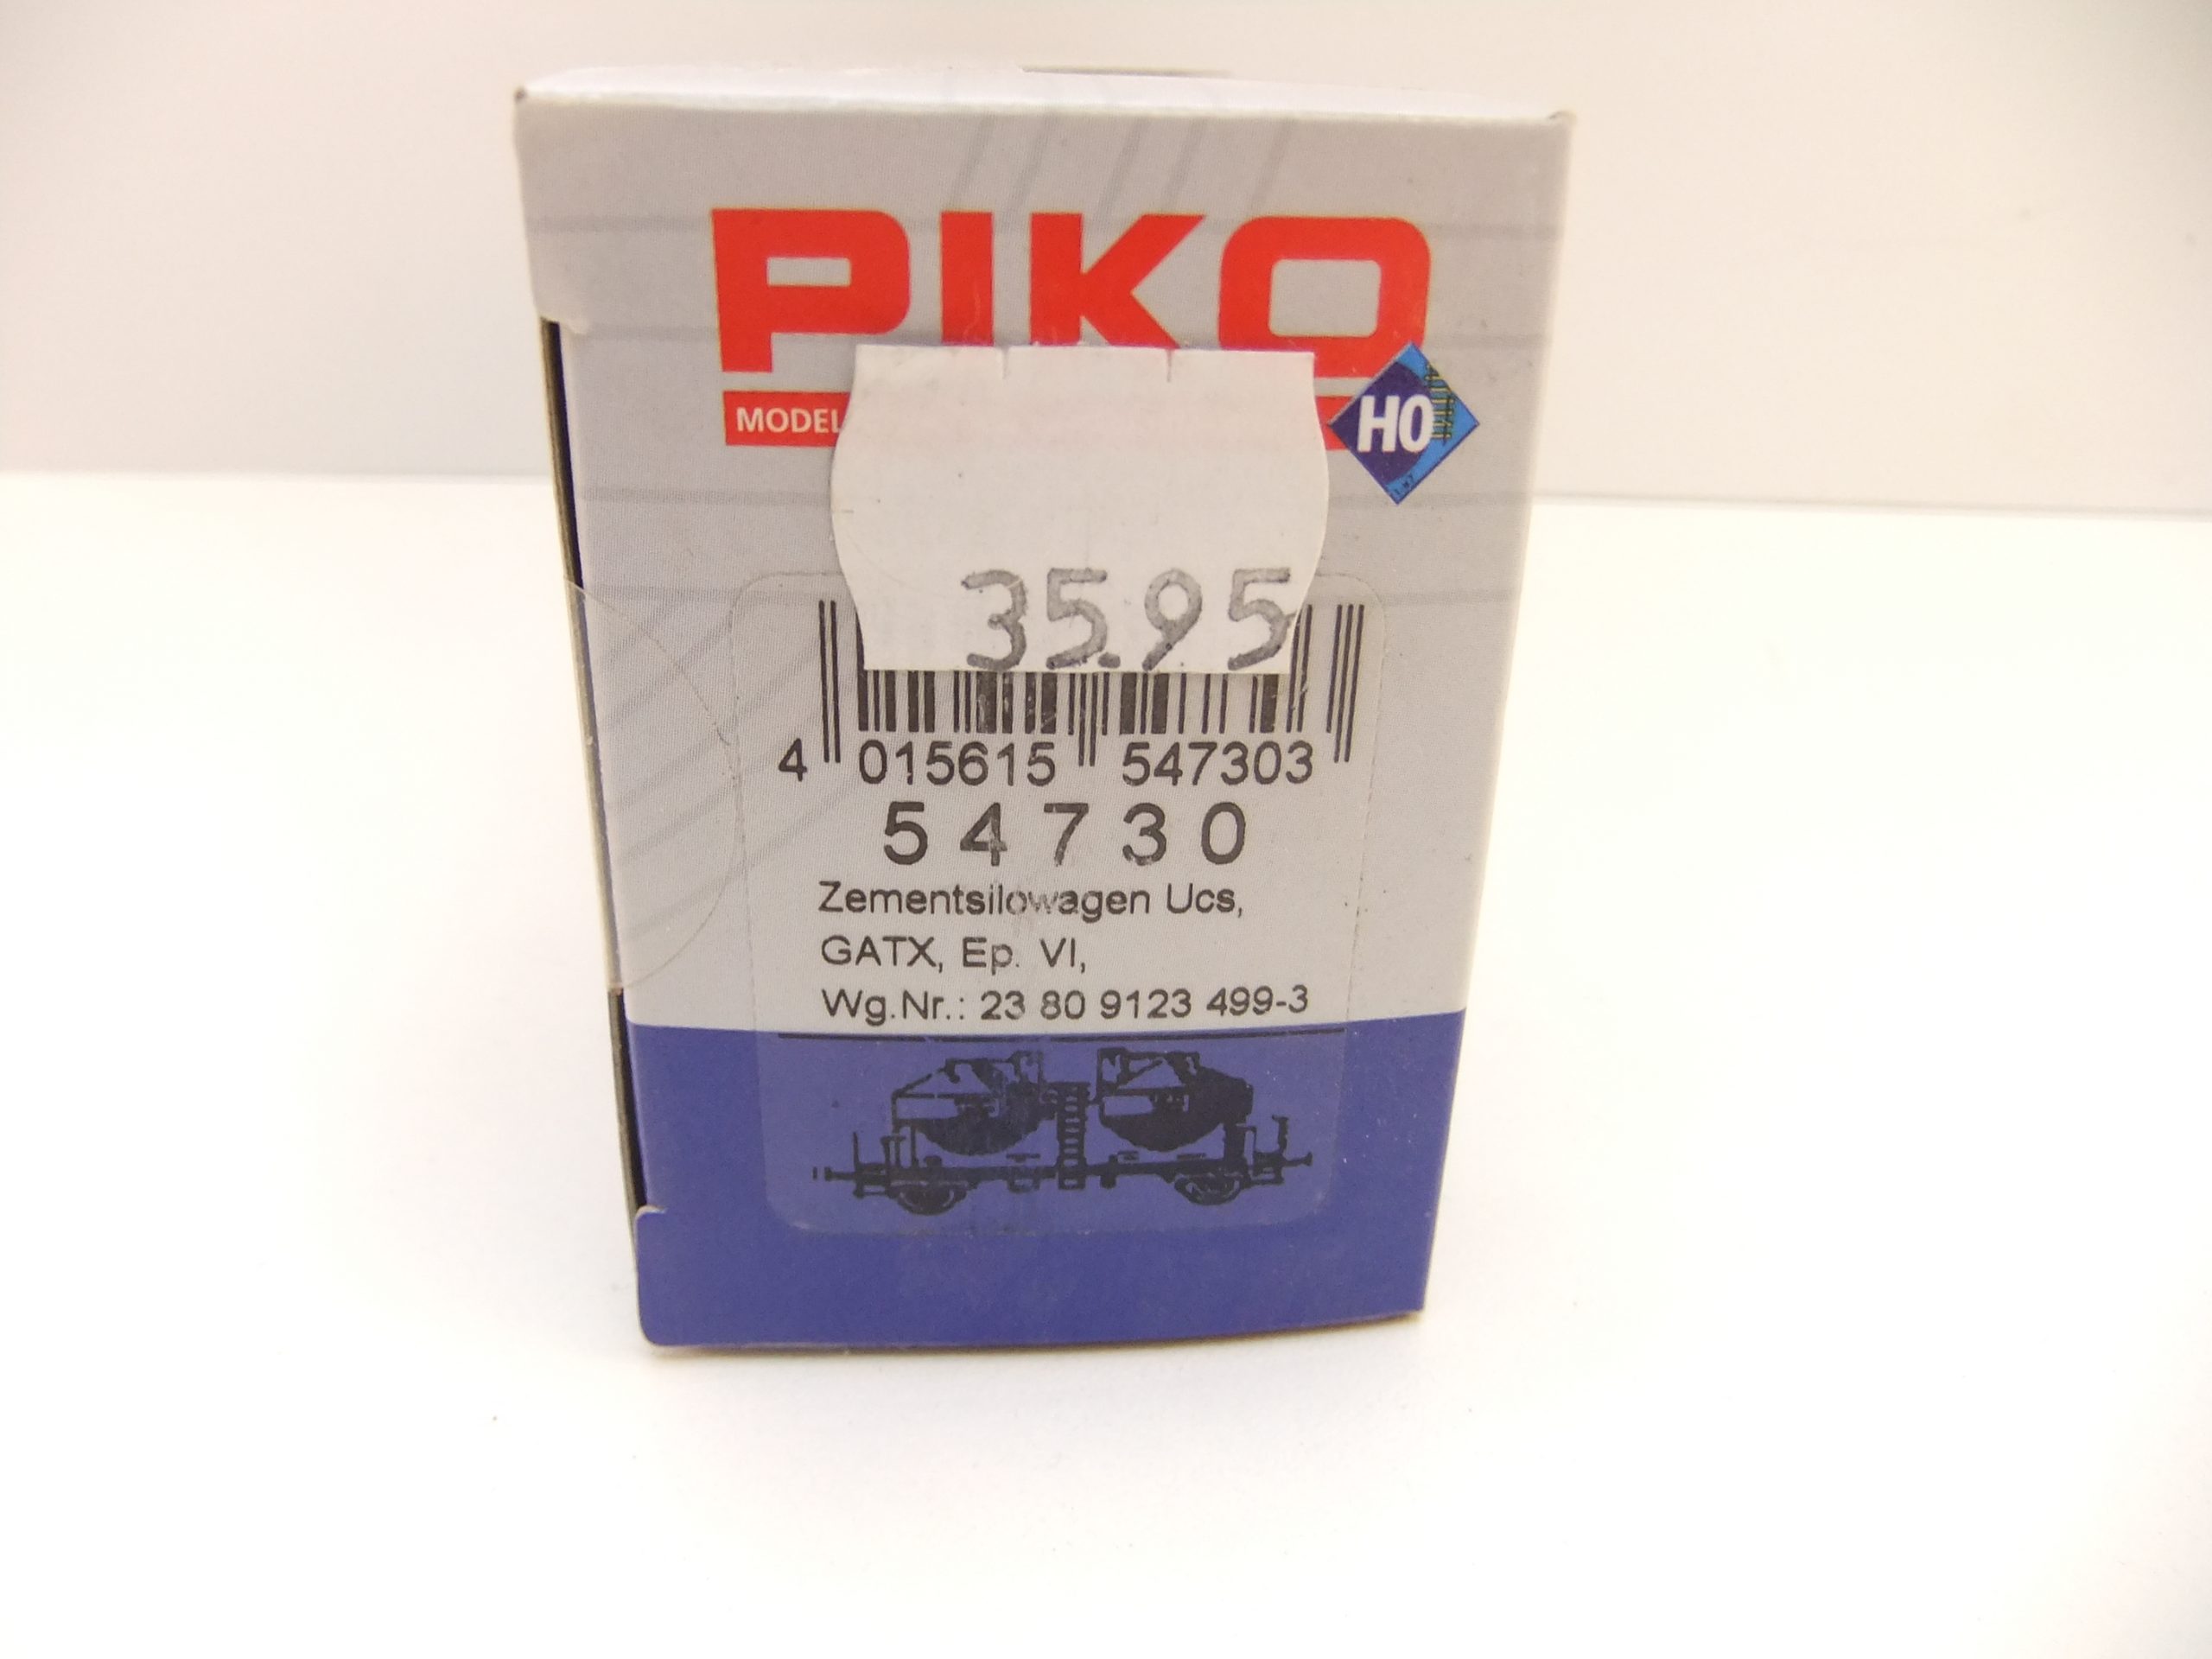 PIKO
MODEL
H0
35.95
4 015615 547303
54730
Zementsilowagen Ucs,
GATX, Ep. VI,
Wg.Nr.: 23 80 9123 499-3